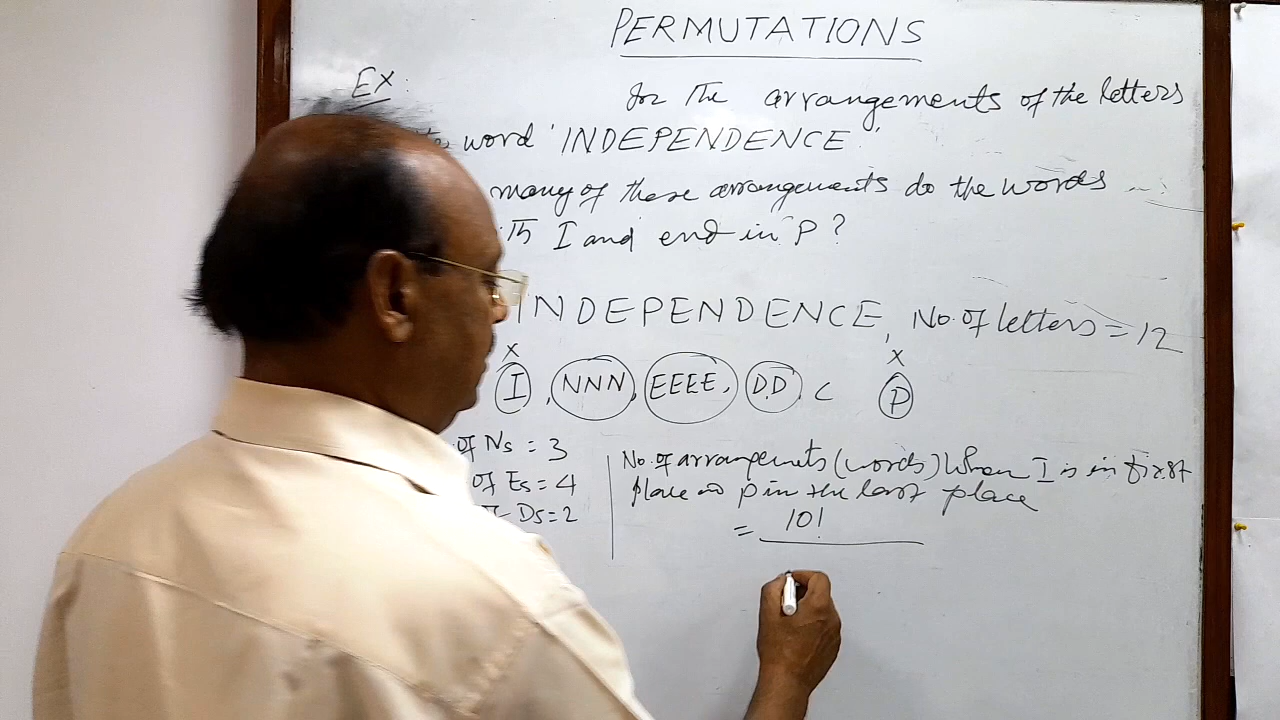 PERMUTATIONS
Ex:
for the arrangements of the letters
word 'INDEPENDENCE'.
many of these arrangements do the words
I and end in P?
INDEPENDENCE, No. of letters = 12
x x
I, NNN, EEEE, D.D, C P
of Ns = 3
of Es = 4
of Ds = 2
No. of arrangements (words) when I is in first
place P in the last place
= 10!